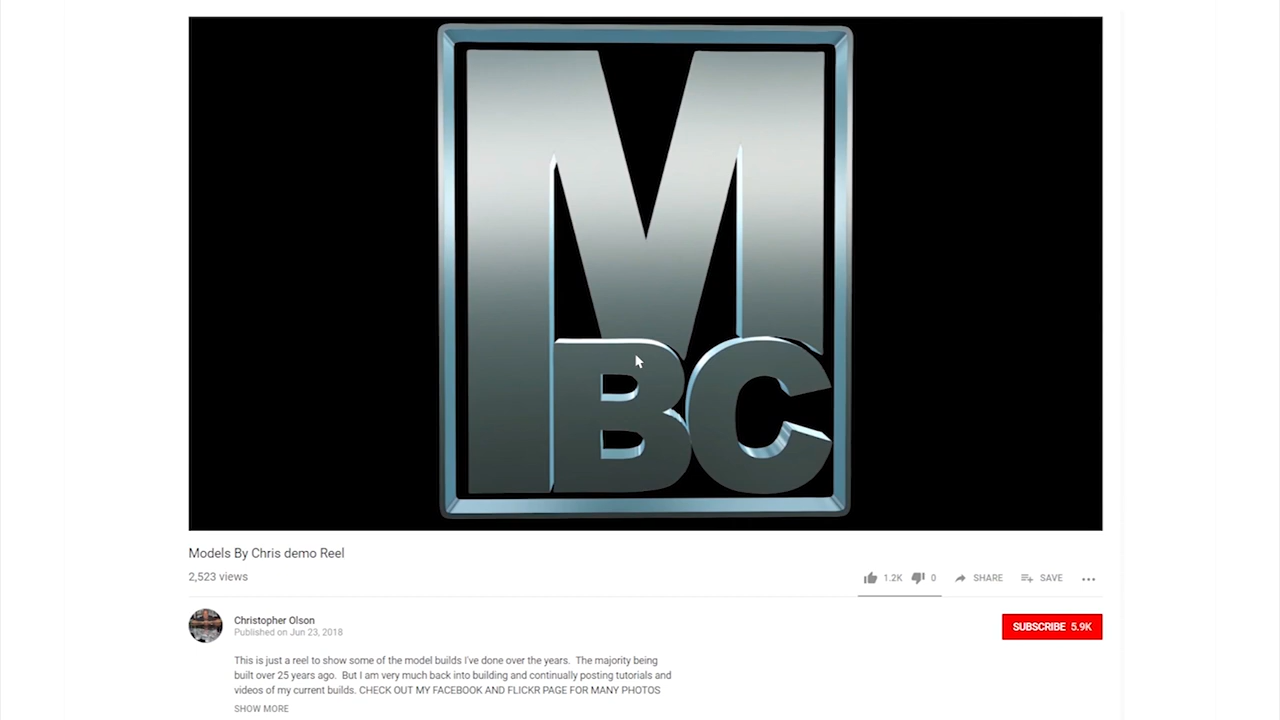 M
BC
Models By Chris demo Reel
2,523 views
1.2K 0 SHARE SAVE
Christopher Olson
Published on Jun 23, 2018
SUBSCRIBE 5.9K
This is just a reel to show some of the model builds I've done over the years. The majority being
built over 25 years ago. But I am very much back into building and continually posting tutorials and
videos of my current builds. CHECK OUT MY FACEBOOK AND FLICKR PAGE FOR MANY PHOTOS
SHOW MORE